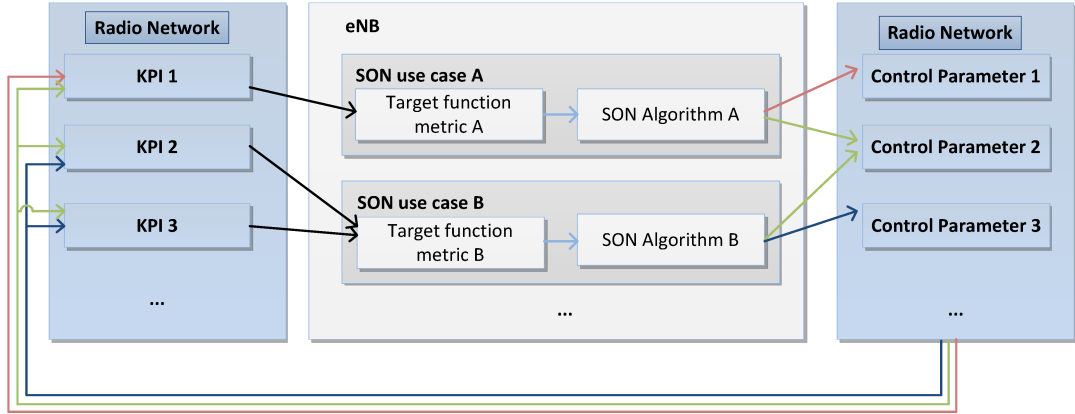 Radio Network
KPI 1
KPI 2
KPI 3
...
eNB
SON use case A
Target function
metric A
SON Algorithm A
SON use case B
Target function
metric B
SON Algorithm B
...
Radio Network
Control Parameter 1
Control Parameter 2
Control Parameter 3
...